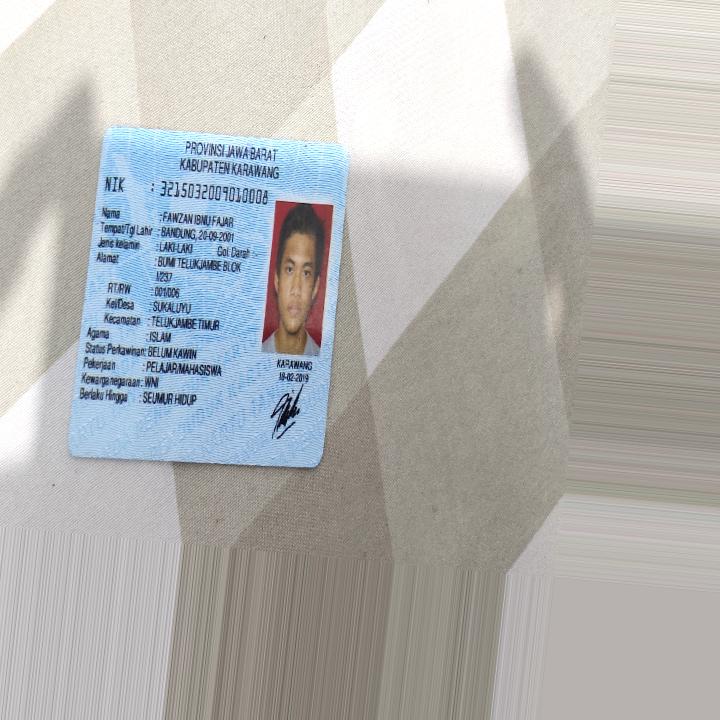 PROVINSI JAWA BARAT
KABUPATEN KARAWANG
NIK : 3215032009010008
Nama : FAWZAN IBNU FAJAR
Tempat/Tgl Lahir : BANDUNG, 20-09-2001
Jenis kelamin : LAKI-LAKI Gol. Darah :-
Alamat : BUMI TELUKJAMBE BLOK
I/237
RT/RW : 001/006
Kel/Desa : SUKALUYU
Kecamatan : TELUKJAMBE TIMUR
Agama : ISLAM
Status Perkawinan: BELUM KAWIN
Pekerjaan : PELAJAR/MAHASISWA
Kewarganegaraan: WNI
Berlaku Hingga : SEUMUR HIDUP
KARAWANG
18-02-2019